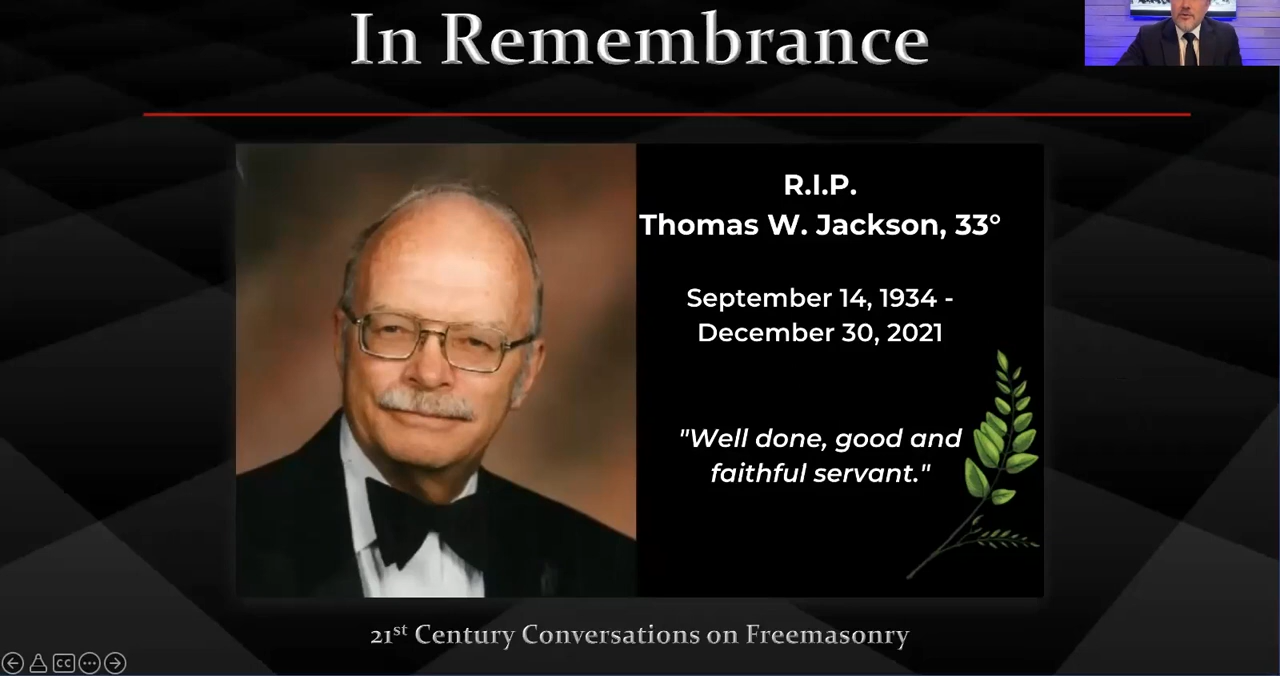 In Remembrance
R.I.P.
Thomas W. Jackson, 33°
September 14, 1934 -
December 30, 2021
"Well done, good and
faithful servant."
21st Century Conversations on Freemasonry
CC